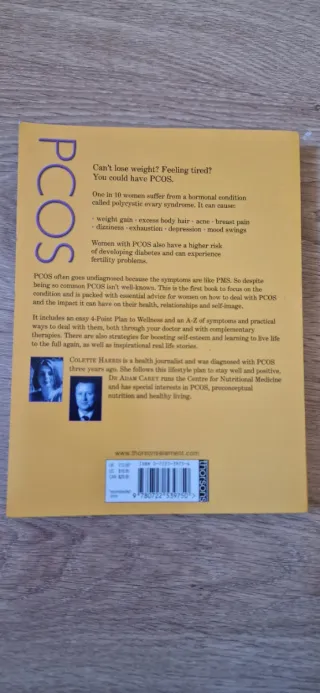 PCOS
Can't lose weight? Feeling tired?
You could have PCOS.
One in 10 women suffer from a hormonal condition
called polycystic ovary syndrome. It can cause:
· weight gain · excess body hair · acne · breast pain
· dizziness · exhaustion · depression · mood swings
Women with PCOS also have a higher risk
of developing diabetes and can experience
fertility problems.
PCOS often goes undiagnosed because the symptoms are like PMS. So despite
being so common PCOS isn't well-known. This is the first book to focus on the
condition and is packed with essential advice for women on how to deal with PCOS
and the impact it can have on their health, relationships and self-image.
It includes an easy 4-Point Plan to Wellness and an A-Z of symptoms and practical
ways to deal with them, both through your doctor and with complementary
therapies. There are also strategies for boosting self-esteem and learning to live life
to the full again, as well as inspirational real life stories.
COLETTE HARRIS is a health journalist and was diagnosed with PCOS
three years ago. She follows this lifestyle plan to stay well and positive.
DR ADAM CAREY runs the Centre for Nutritional Medicine
and has special interests in PCOS, preconceptual
nutrition and healthy living.
www.thorsonselement.com
ISBN 0-7225-3975-
9 780722 539750
thorsons